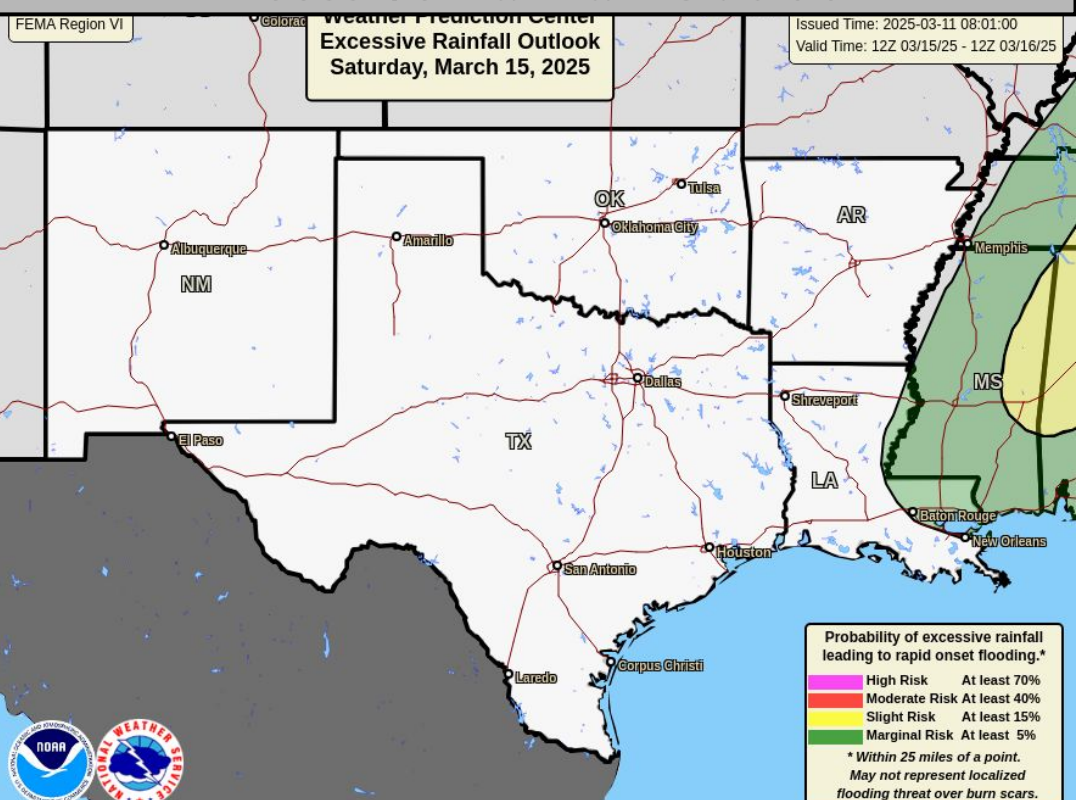 FEMA Region VI
Colorad
Weather Prediction Center
Excessive Rainfall Outlook
Saturday, March 15, 2025
Issued Time: 2025-03-11 08:01:00
Valid Time: 12Z 03/15/25 - 12Z 03/16/25
Tulsa
OK
AR
Oklahoma City
Amarillo
Albuquerque
Memphis
NM
Dallas
MS
Shreveport
El Paso
TX
LA
Baton Rouge
New Orleans
Houston
San Antonio
Corpus Christi
Laredo
Probability of excessive rainfall
leading to rapid onset flooding.*
High Risk At least 70%
Moderate Risk At least 40%
Slight Risk At least 15%
Marginal Risk At least 5%
* Within 25 miles of a point.
May not represent localized
flooding threat over burn scars.
NOAA
NATIONAL WEATHER SERVICE